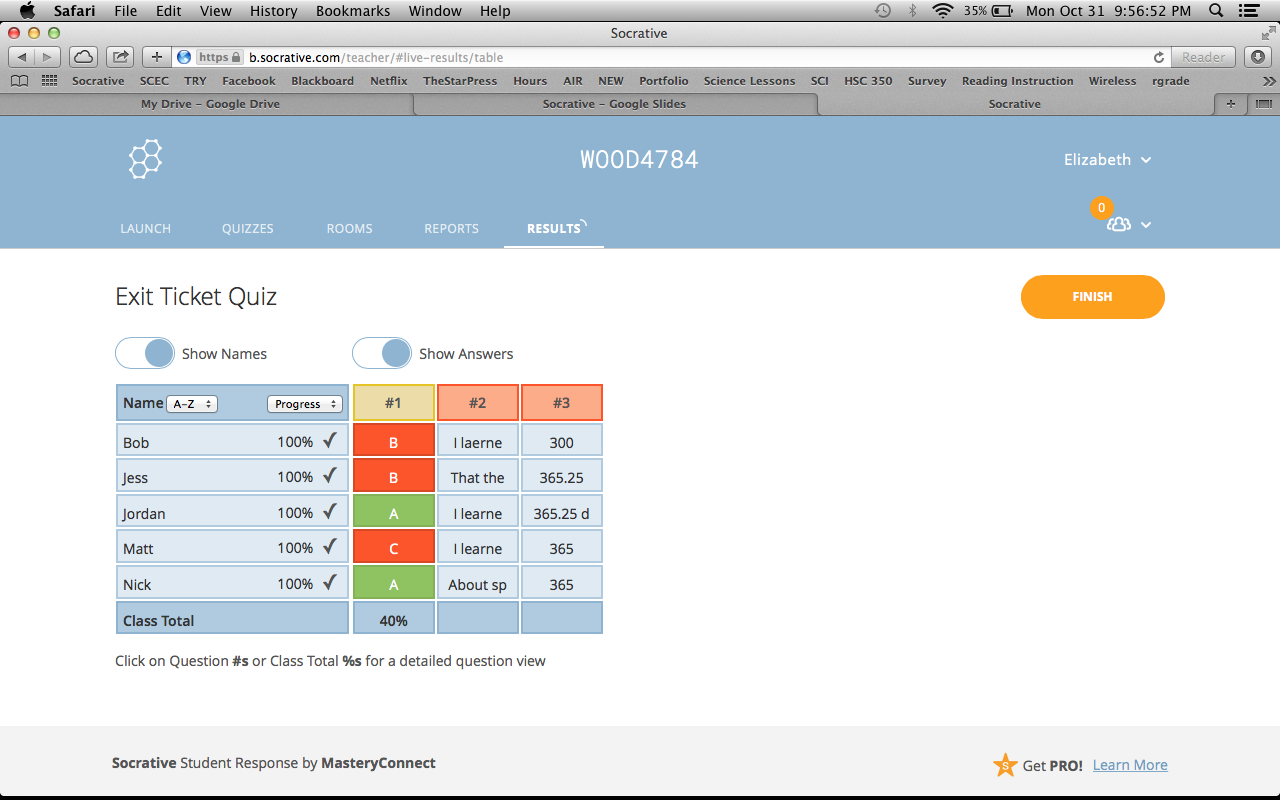 Safari File Edit View History Bookmarks Window Help 35% Mon Oct 31 9:56:52 PM
Socrative
https b.socrative.com/teacher/#live-results/table Reader
Socrative SCEC TRY Facebook Blackboard Netflix TheStarPress Hours AIR NEW Portfolio Science Lessons SCI HSC 350 Survey Reading Instruction Wireless rgrade
My Drive – Google Drive Socrative – Google Slides Socrative
WOOD4784 Elizabeth
0
LAUNCH QUIZZES ROOMS REPORTS RESULTS
Exit Ticket Quiz FINISH
Show Names Show Answers
Name A–Z Progress #1 #2 #3
Bob 100% B I laerne 300
Jess 100% B That the 365.25
Jordan 100% A I learne 365.25 d
Matt 100% C I learne 365
Nick 100% A About sp 365
Class Total 40%
Click on Question #s or Class Total %s for a detailed question view
Socrative Student Response by MasteryConnect S Get PRO! Learn More